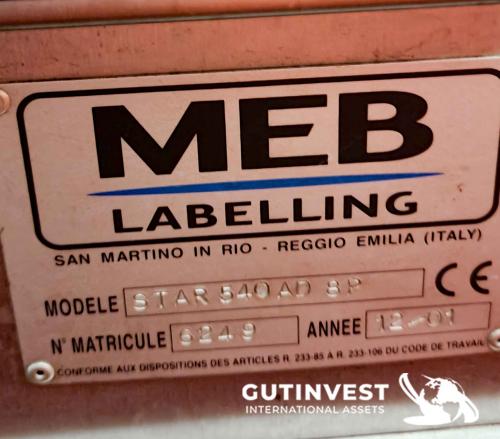 MEB
LABELLING
SAN MARTINO IN RIO - REGGIO EMILIA (ITALY)
MODELE STAR 540 AD 8P CE
N° MATRICULE 6249 ANNEE 12-01
CONFORME AUX DISPOSITIONS DES ARTICLES R. 233-85 À R. 233-106 DU CODE DE TRAVAIL
GUTINVEST
INTERNATIONAL ASSETS